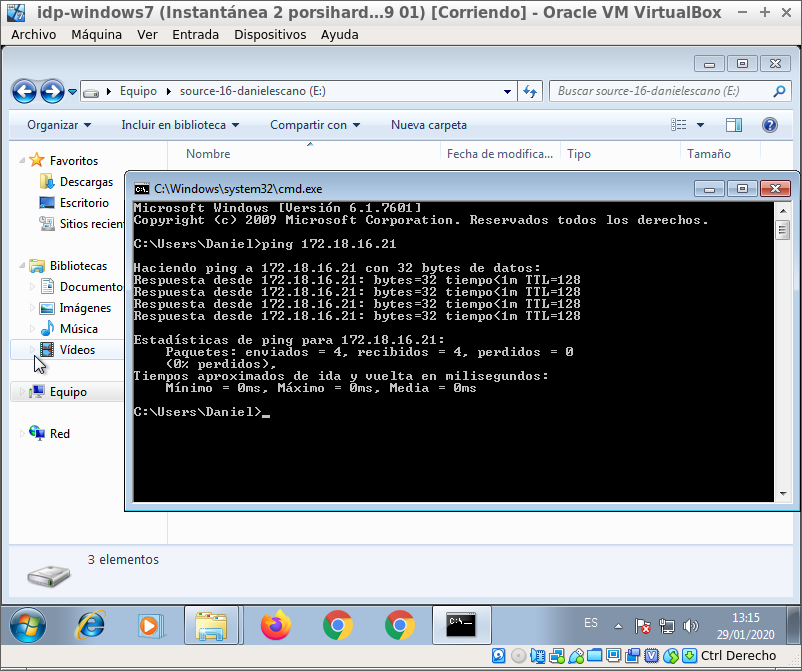 idp-windows7 (Instantánea 2 porsihard...9 01) [Corriendo] - Oracle VM VirtualBox
Archivo Máquina Ver Entrada Dispositivos Ayuda
Equipo source-16-danielescano (E:)
Buscar source-16-danielescano (E:)
Organizar Incluir en biblioteca Compartir con Nueva carpeta
Nombre Fecha de modifica... Tipo Tamaño
Favoritos
Descargas
Escritorio
Sitios recien
Bibliotecas
Documento
Imágenes
Música
Vídeos
Equipo
Red
C:\Windows\system32\cmd.exe
Microsoft Windows [Versión 6.1.7601]
Copyright (c) 2009 Microsoft Corporation. Reservados todos los derechos.
C:\Users\Daniel>ping 172.18.16.21
Haciendo ping a 172.18.16.21 con 32 bytes de datos:
Respuesta desde 172.18.16.21: bytes=32 tiempo<1m TTL=128
Respuesta desde 172.18.16.21: bytes=32 tiempo<1m TTL=128
Respuesta desde 172.18.16.21: bytes=32 tiempo<1m TTL=128
Respuesta desde 172.18.16.21: bytes=32 tiempo<1m TTL=128
Estadísticas de ping para 172.18.16.21:
Paquetes: enviados = 4, recibidos = 4, perdidos = 0
(0% perdidos),
Tiempos aproximados de ida y vuelta en milisegundos:
Mínimo = 0ms, Máximo = 0ms, Media = 0ms
C:\Users\Daniel>_
3 elementos
C:\_
ES
13:15
29/01/2020
Ctrl Derecho